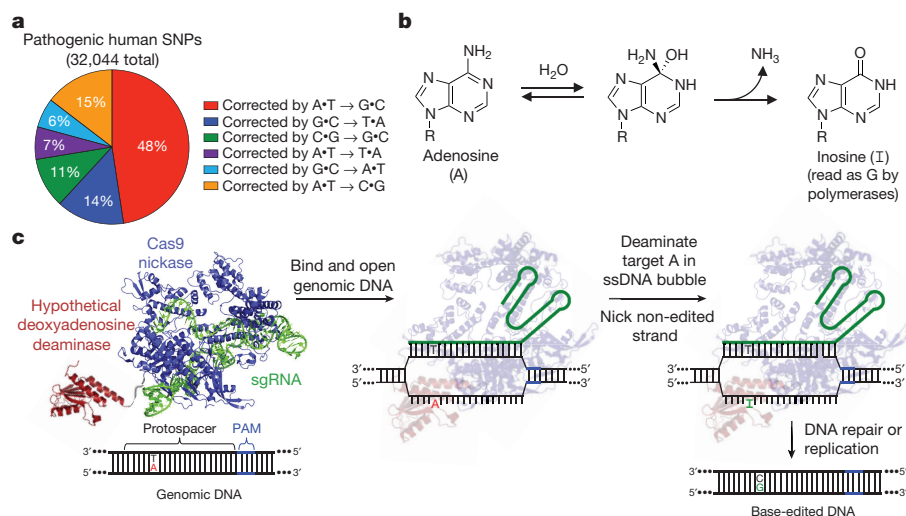 a
Pathogenic human SNPs
(32,044 total)
48%
14%
11%
7%
6%
15%
Corrected by A•T → G•C
Corrected by G•C → T•A
Corrected by C•G → G•C
Corrected by A•T → T•A
Corrected by G•C → A•T
Corrected by A•T → C•G
b
NH2
N
N
N
N
R
Adenosine
(A)
H2O
H2N
OH
N
NH
N
N
R
NH3
O
N
NH
N
N
R
Inosine (I)
(read as G by
polymerases)
c
Cas9
nickase
Hypothetical
deoxyadenosine
deaminase
sgRNA
Protospacer
PAM
3′
5′
T
A
5′
3′
Genomic DNA
Bind and open
genomic DNA
T
3′
5′
5′
3′
A
Deaminate
target A in
ssDNA bubble
Nick non-edited
strand
T
3′
5′
5′
3′
I
DNA repair or
replication
3′
5′
C
G
5′
3′
Base-edited DNA